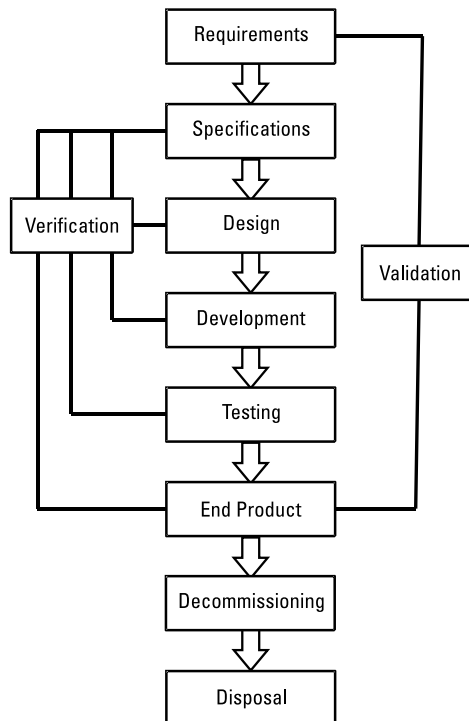 Requirements
Specifications
Verification
Design
Validation
Development
Testing
End Product
Decommissioning
Disposal